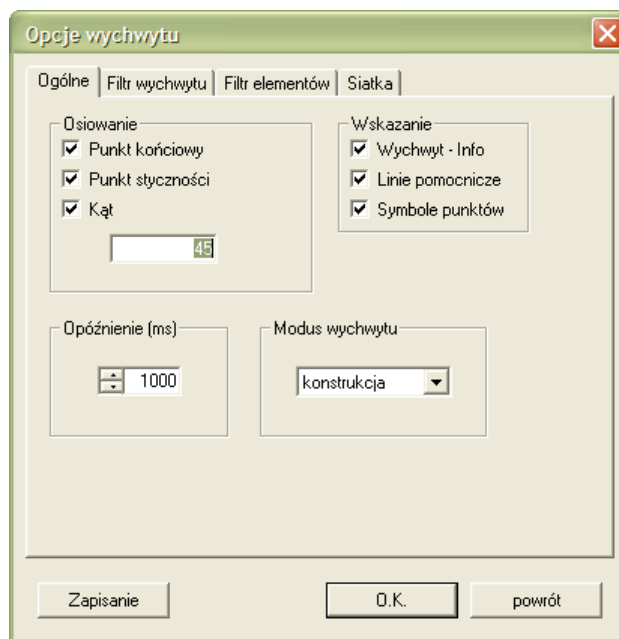 Opcje wychwytu
Ogólne Filtr wychwytu Filtr elementów Siatka
Osiowanie
Punkt końciowy
Punkt styczności
Kąt
45
Wskazanie
Wychwyt - Info
Linie pomocnicze
Symbole punktów
Opóźnienie (ms)
1000
Modus wychwytu
konstrukcja
Zapisanie O.K. powrót